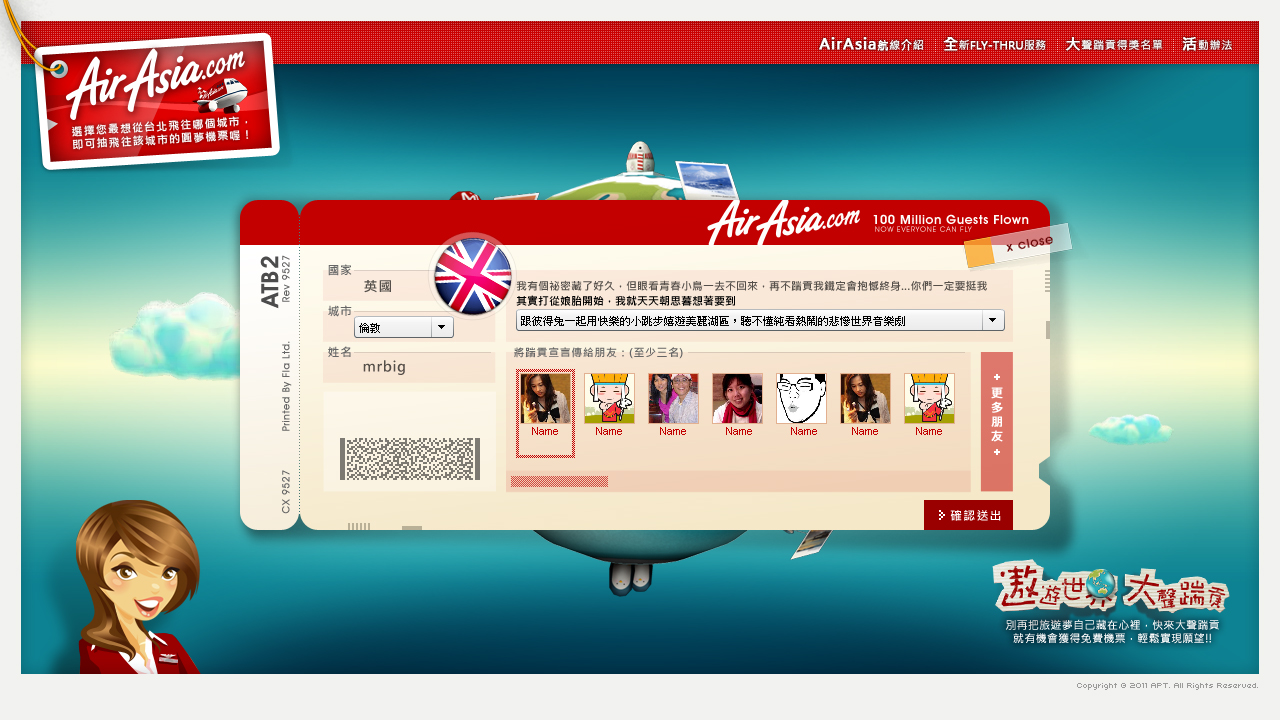 AirAsia航線介紹 全新FLY-THRU服務 大聲踹貢得獎名單 活動辦法
AirAsia.com
選擇您最想從台北飛往哪個城市，
即可抽飛往該城市的圓夢機票喔！
AirAsia.com 100 Million Guests Flown
NOW EVERYONE CAN FLY
x close
ATB2
Rev 9527
Printed By Fla Ltd.
CX 9527
國家
英國
城市
倫敦
姓名
mrbig
我有個祕密藏了好久，但眼看青春小鳥一去不回來，再不踹貢我鐵定會抱憾終身...你們一定要挺我
其實打從娘胎開始，我就天天朝思暮想著要到
跟彼得兔一起用快樂的小跳步嬉遊美麗湖區，聽不懂純看熱鬧的悲慘世界音樂劇
將踹貢宣言傳給朋友：(至少三名)
Name Name Name Name Name Name Name
+更多朋友+
確認送出
遨遊世界 大聲踹貢
別再把旅遊夢自己藏在心裡，快來大聲踹貢
就有機會獲得免費機票，輕鬆實現願望!!
Copyright © 2011 APT. All Rights Reserved.